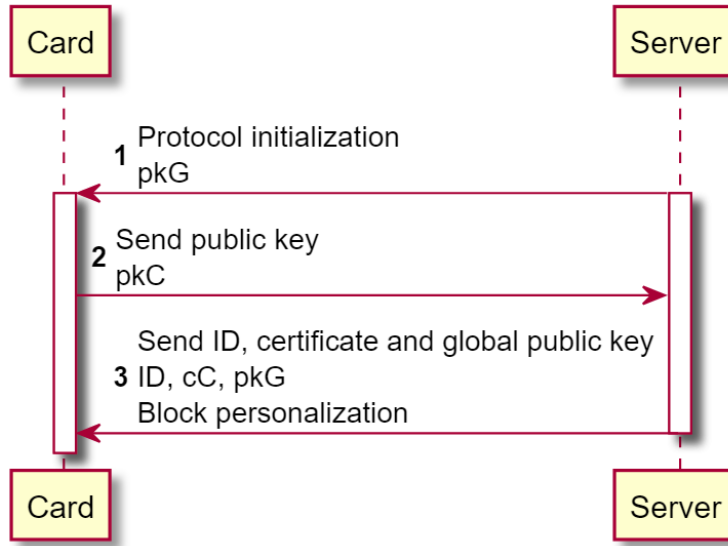 Card Server
1 Protocol initialization
pkG
2 Send public key
pkC
Send ID, certificate and global public key
3 ID, cC, pkG
Block personalization
Card Server